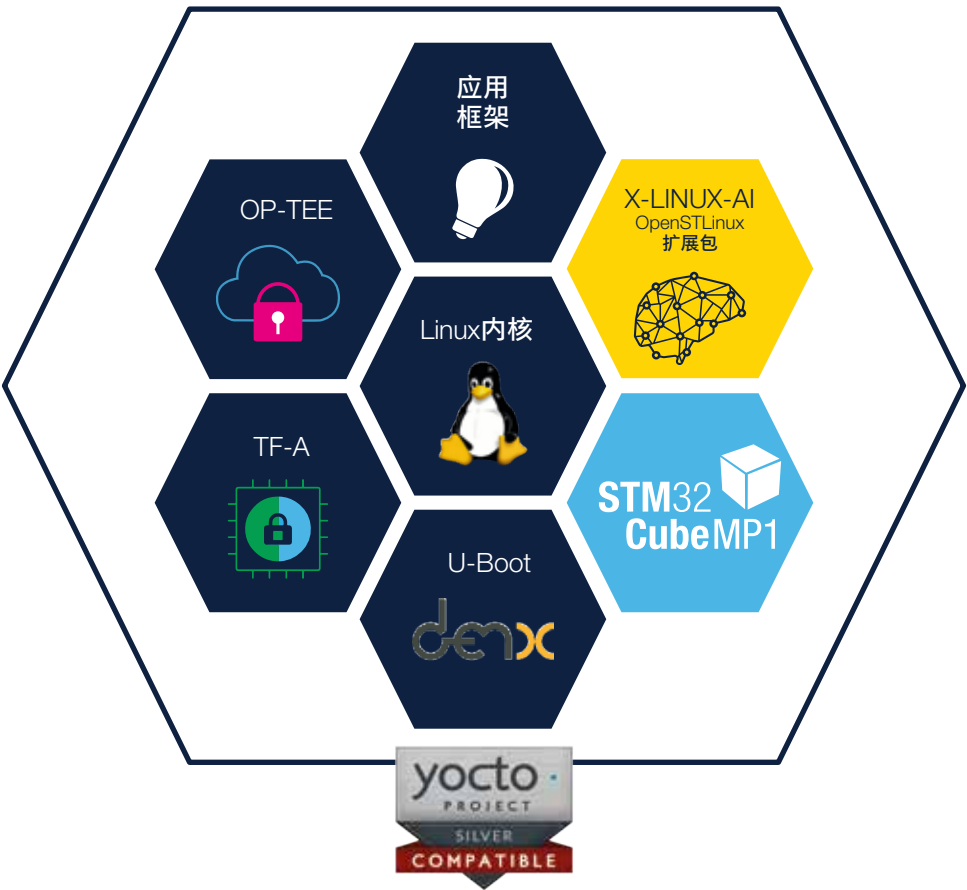 应用
框架
OP-TEE
X-LINUX-AI
OpenSTLinux
扩展包
Linux内核
TF-A
STM32
CubeMP1
U-Boot
denx
yocto
PROJECT
SILVER
COMPATIBLE